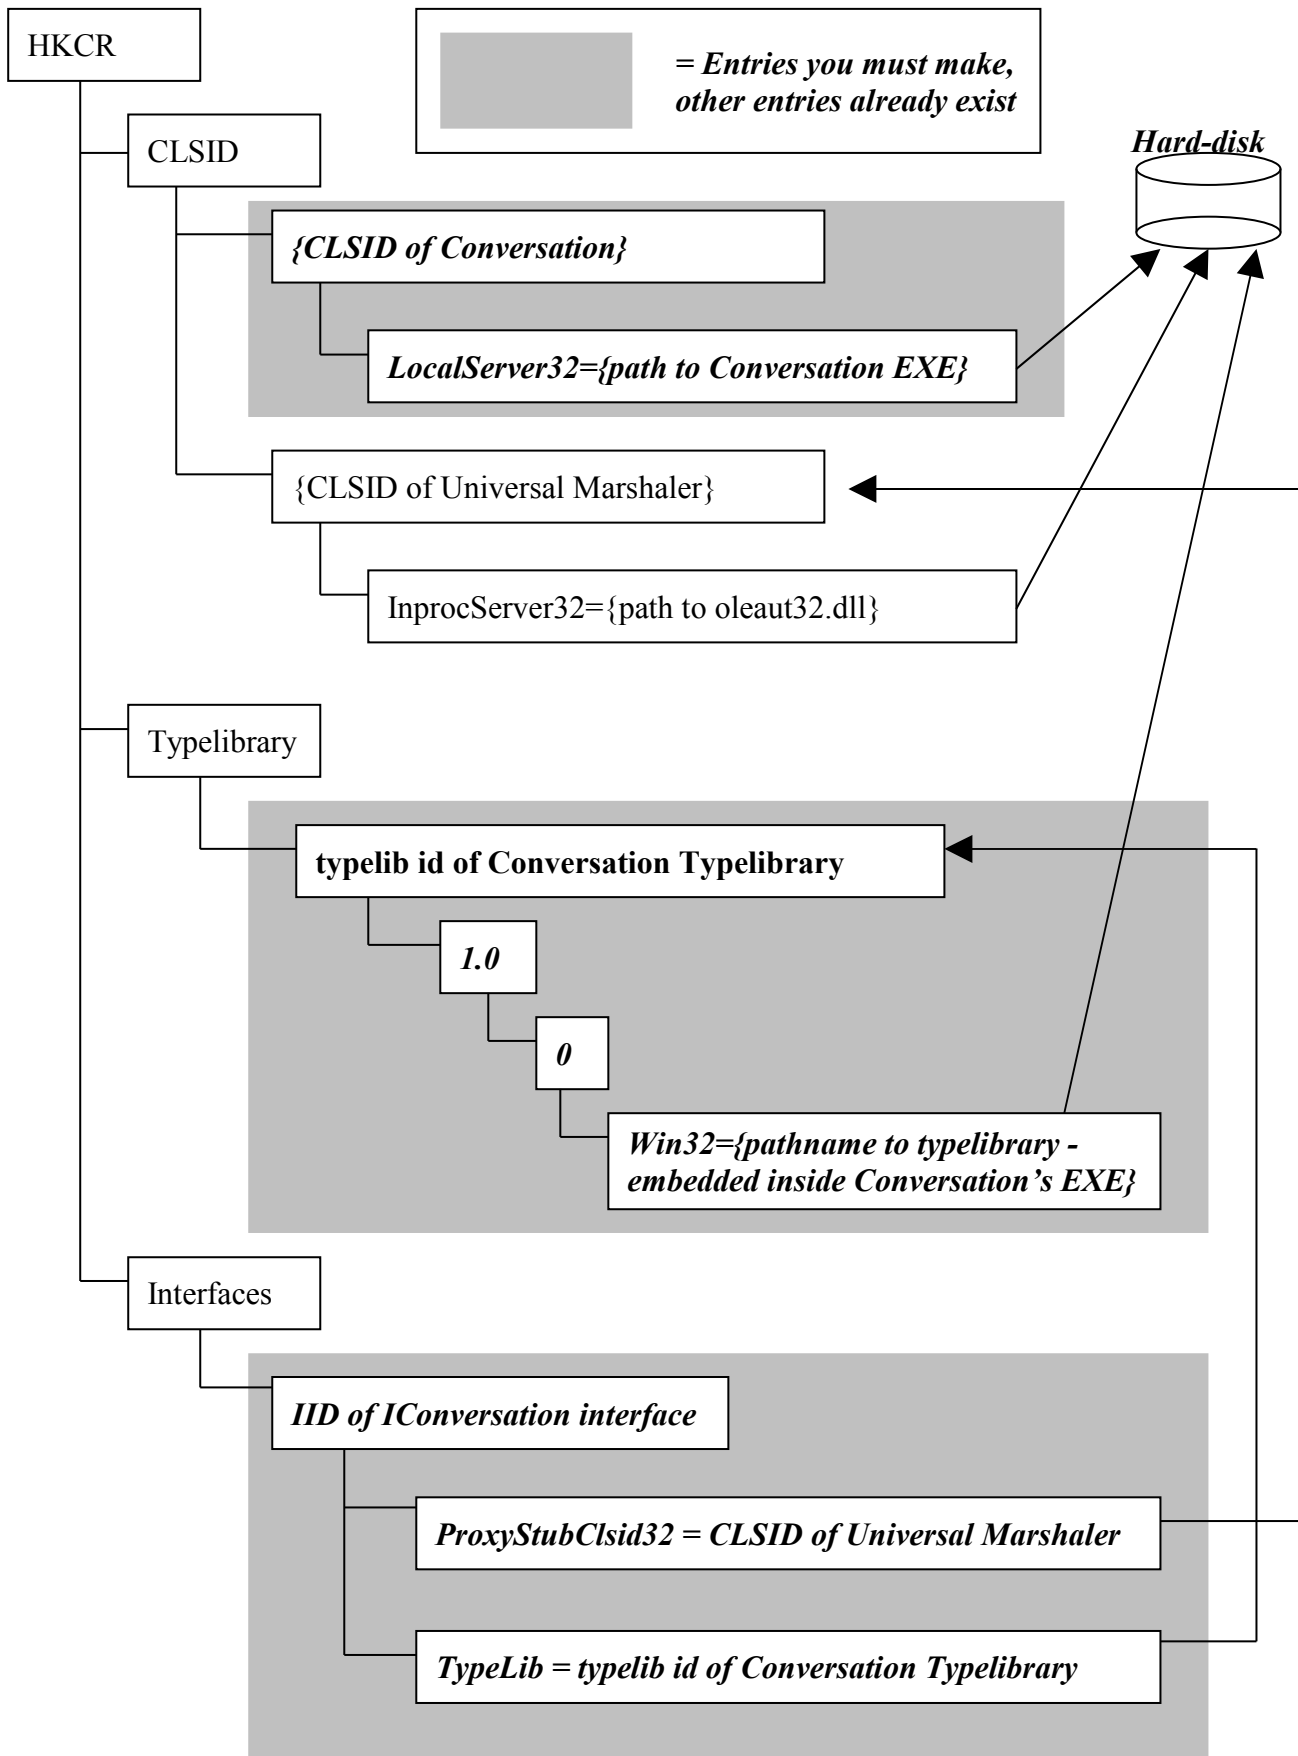 HKCR
= Entries you must make,
other entries already exist
CLSID
Hard-disk
{CLSID of Conversation}
LocalServer32={path to Conversation EXE}
{CLSID of Universal Marshaler}
InprocServer32={path to oleaut32.dll}
Typelibrary
typelib id of Conversation Typelibrary
1.0
0
Win32={pathname to typelibrary -
embedded inside Conversation’s EXE}
Interfaces
IID of IConversation interface
ProxyStubClsid32 = CLSID of Universal Marshaler
TypeLib = typelib id of Conversation Typelibrary